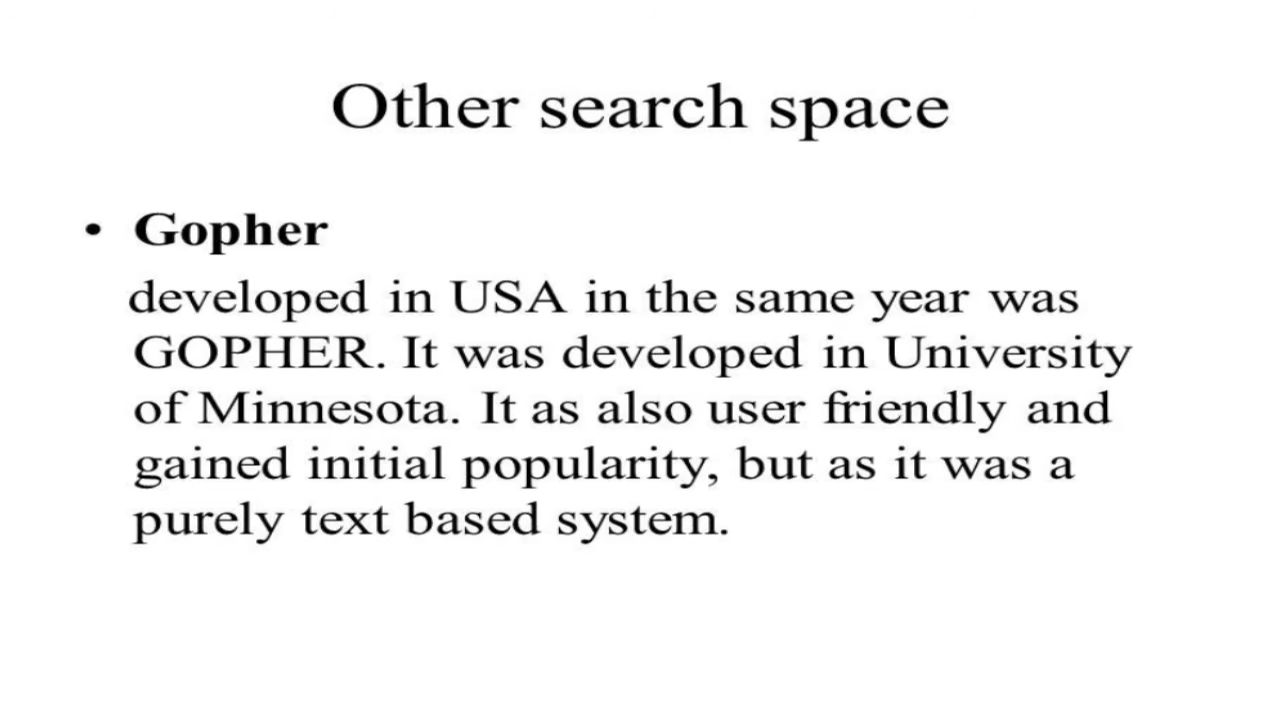 Other search space
• Gopher
developed in USA in the same year was
GOPHER. It was developed in University
of Minnesota. It as also user friendly and
gained initial popularity, but as it was a
purely text based system.